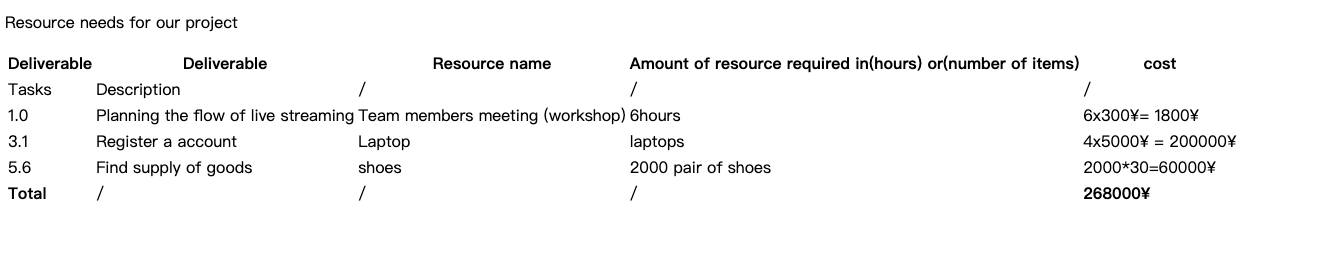 Resource needs for our project
Deliverable Deliverable Resource name Amount of resource required in(hours) or(number of items) cost
Tasks Description / / /
1.0 Planning the flow of live streaming Team members meeting (workshop) 6hours 6x300¥= 1800¥
3.1 Register a account Laptop laptops 4x5000¥ = 200000¥
5.6 Find supply of goods shoes 2000 pair of shoes 2000*30=60000¥
Total / / / 268000¥